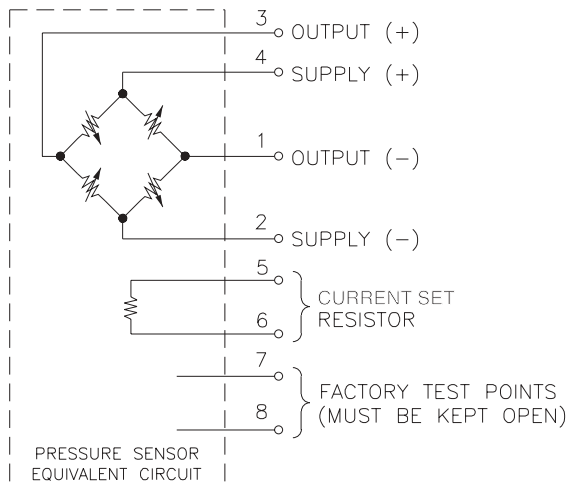 3 OUTPUT (+)
4 SUPPLY (+)
1 OUTPUT (−)
2 SUPPLY (−)
5
CURRENT SET
RESISTOR
6
7
FACTORY TEST POINTS
(MUST BE KEPT OPEN)
8
PRESSURE SENSOR
EQUIVALENT CIRCUIT